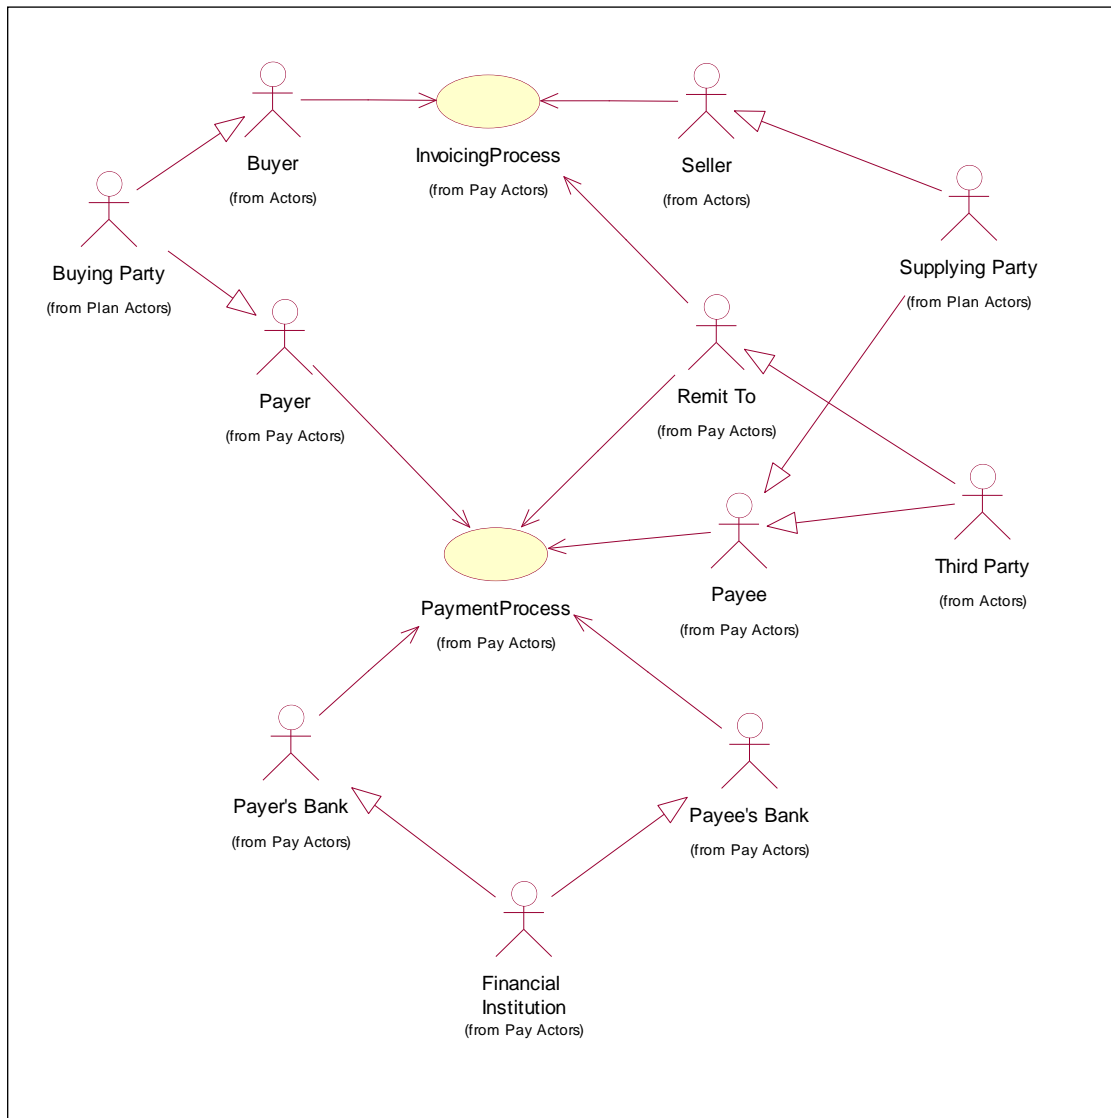 Buyer
(from Actors)
InvoicingProcess
(from Pay Actors)
Seller
(from Actors)
Buying Party
(from Plan Actors)
Supplying Party
(from Plan Actors)
Payer
(from Pay Actors)
Remit To
(from Pay Actors)
PaymentProcess
(from Pay Actors)
Payee
(from Pay Actors)
Third Party
(from Actors)
Payer's Bank
(from Pay Actors)
Payee's Bank
(from Pay Actors)
Financial
Institution
(from Pay Actors)